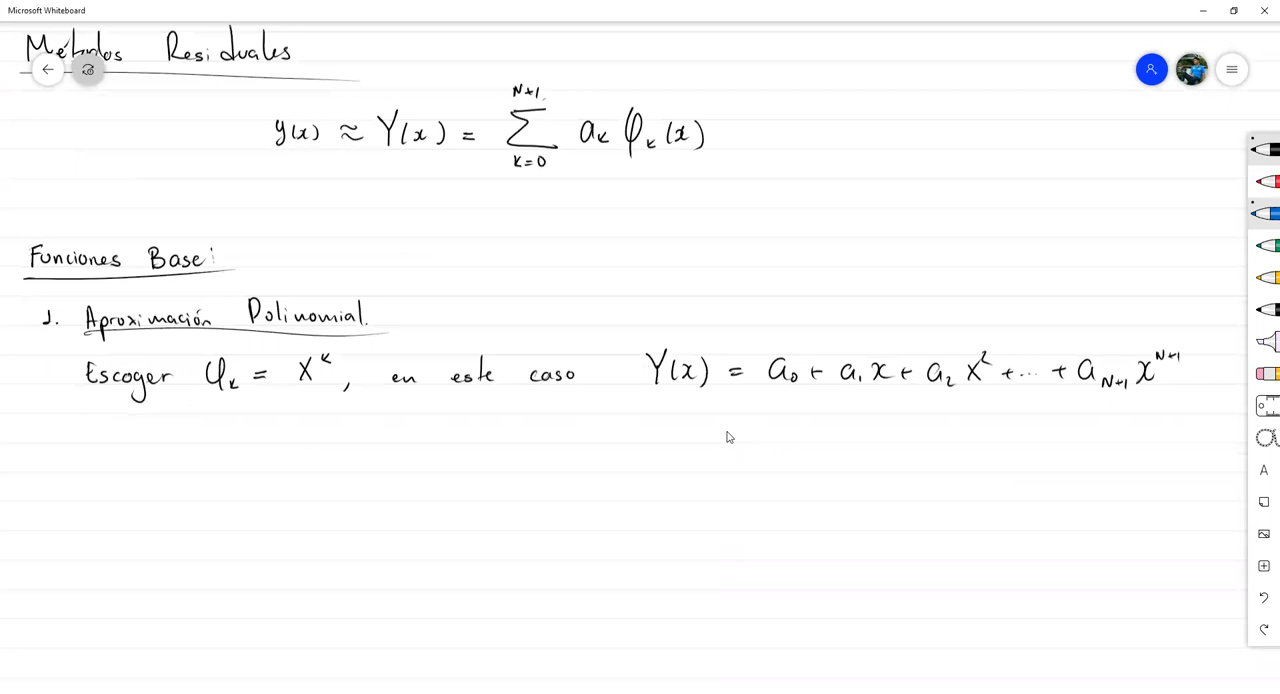 Microsoft Whiteboard
Métodos Residuales
y(x) ≈ Y(x) = \sum_{k=0}^{N+1} a_k φ_k(x)
Funciones Base:
1. Aproximación Polinomial.
Escoger φ_k = x^k, en este caso Y(x) = a_0 + a_1 x + a_2 x^2 + ... + a_{N+1} x^{N+1}
A